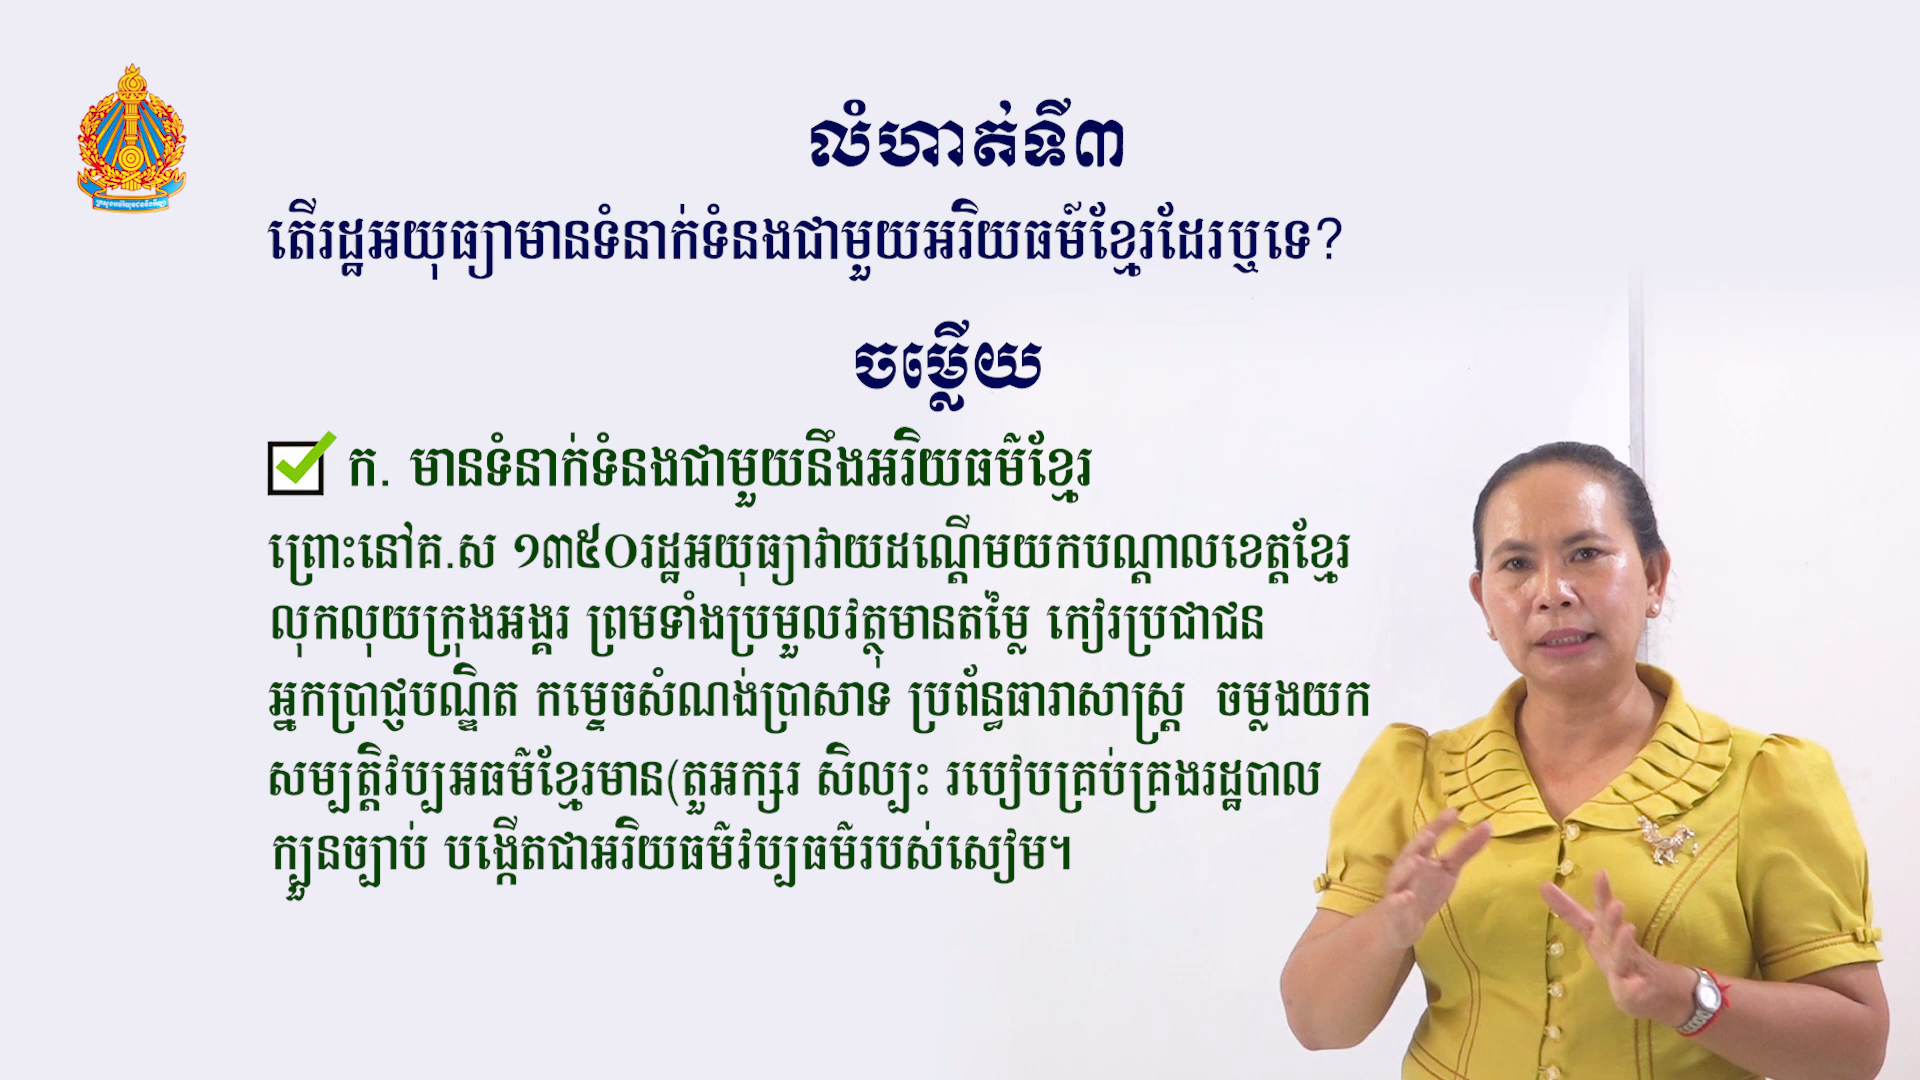 លំហាត់ទី៣
តើរដ្ឋអយុធ្យាមានទំនាក់ទំនងជាមួយអរិយធម៌ខ្មែរដែរឬទេ?
ចម្លើយ
ក. មានទំនាក់ទំនងជាមួយនឹងអរិយធម៌ខ្មែរ
ព្រោះនៅគ.ស ១៣៥០រដ្ឋអយុធ្យាវាយដណ្តើមយកបណ្តាលខេត្តខ្មែរ
លុកលុយក្រុងអង្គរ ព្រមទាំងប្រមួលវត្ថុមានតម្លៃ កៀរប្រជាជន
អ្នកប្រាជ្ញបណ្ឌិត កម្ទេចសំណង់ប្រាសាទ ប្រព័ន្ធធារាសាស្ត្រ ចម្លងយក
សម្បត្តិវប្បអធម៌ខ្មែរមាន(តួអក្សរ សិល្បះ របៀបគ្រប់គ្រងរដ្ឋបាល
ក្បួនច្បាប់ បង្កើតជាអរិយធម៌វប្បធម៌របស់សៀម។